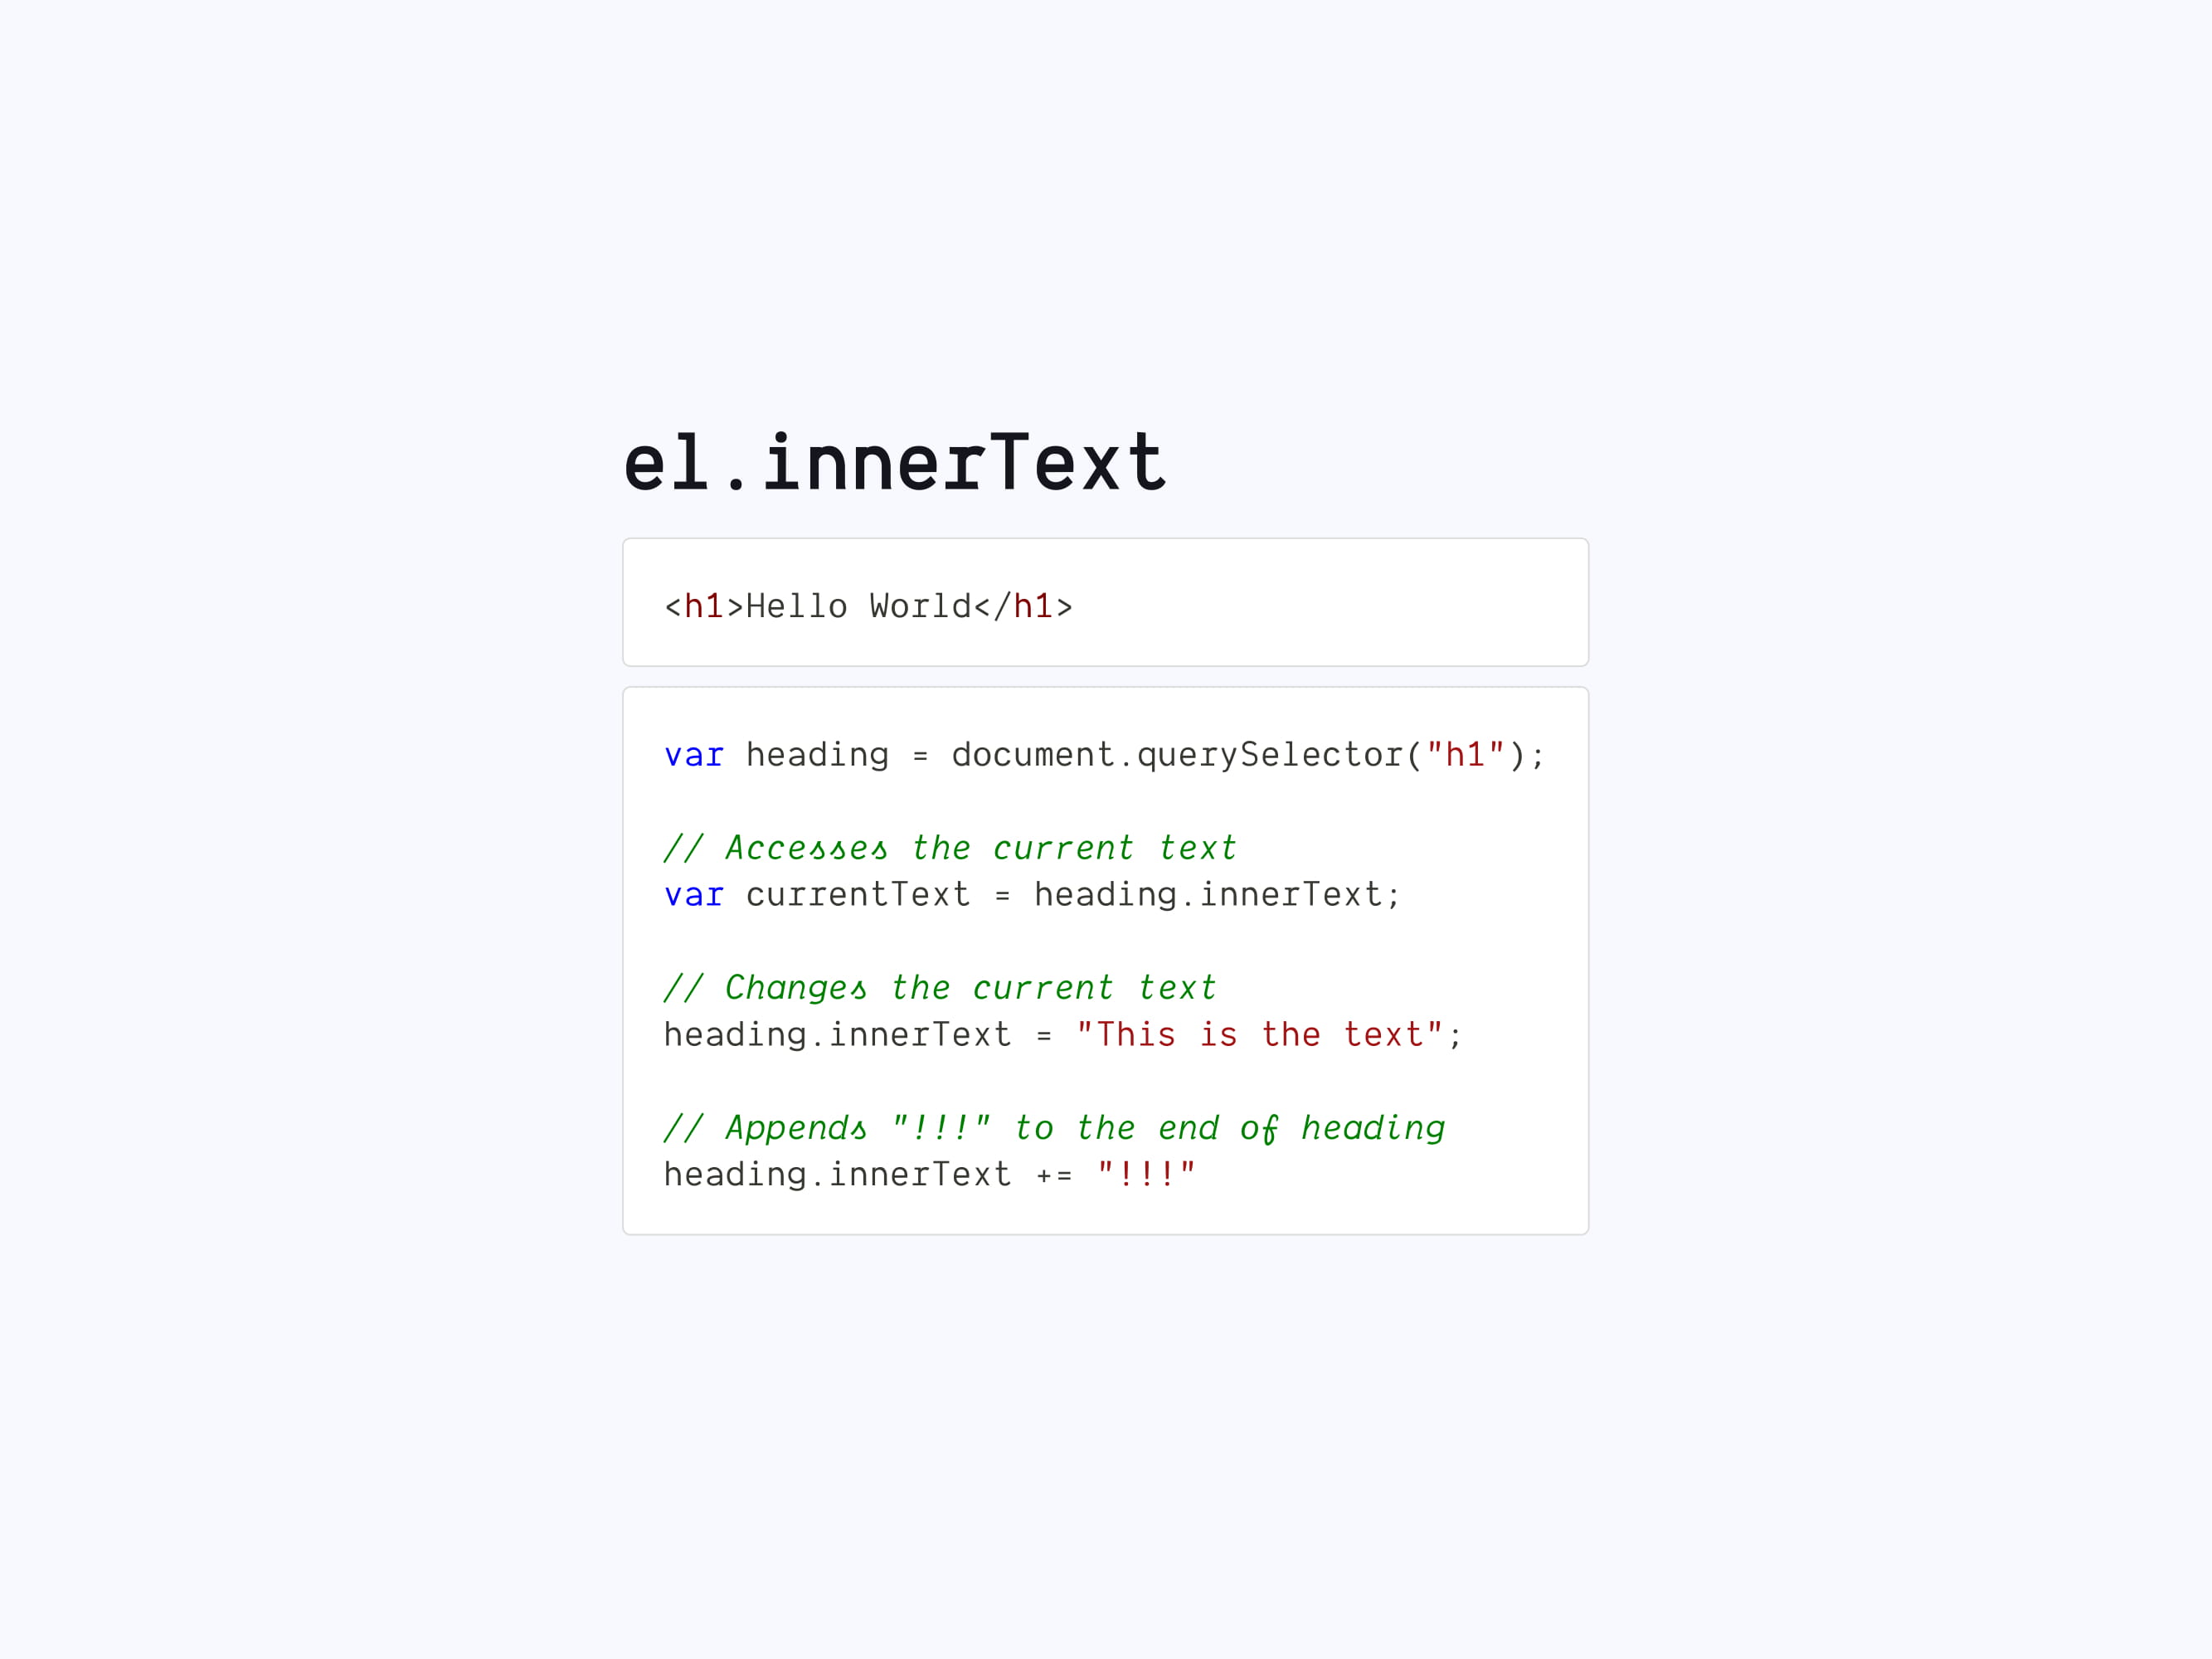 el.innerText
<h1>Hello World</h1>
var heading = document.querySelector("h1");
// Accesses the current text
var currentText = heading.innerText;
// Changes the current text
heading.innerText = "This is the text";
// Appends "!!!" to the end of heading
heading.innerText += "!!!"